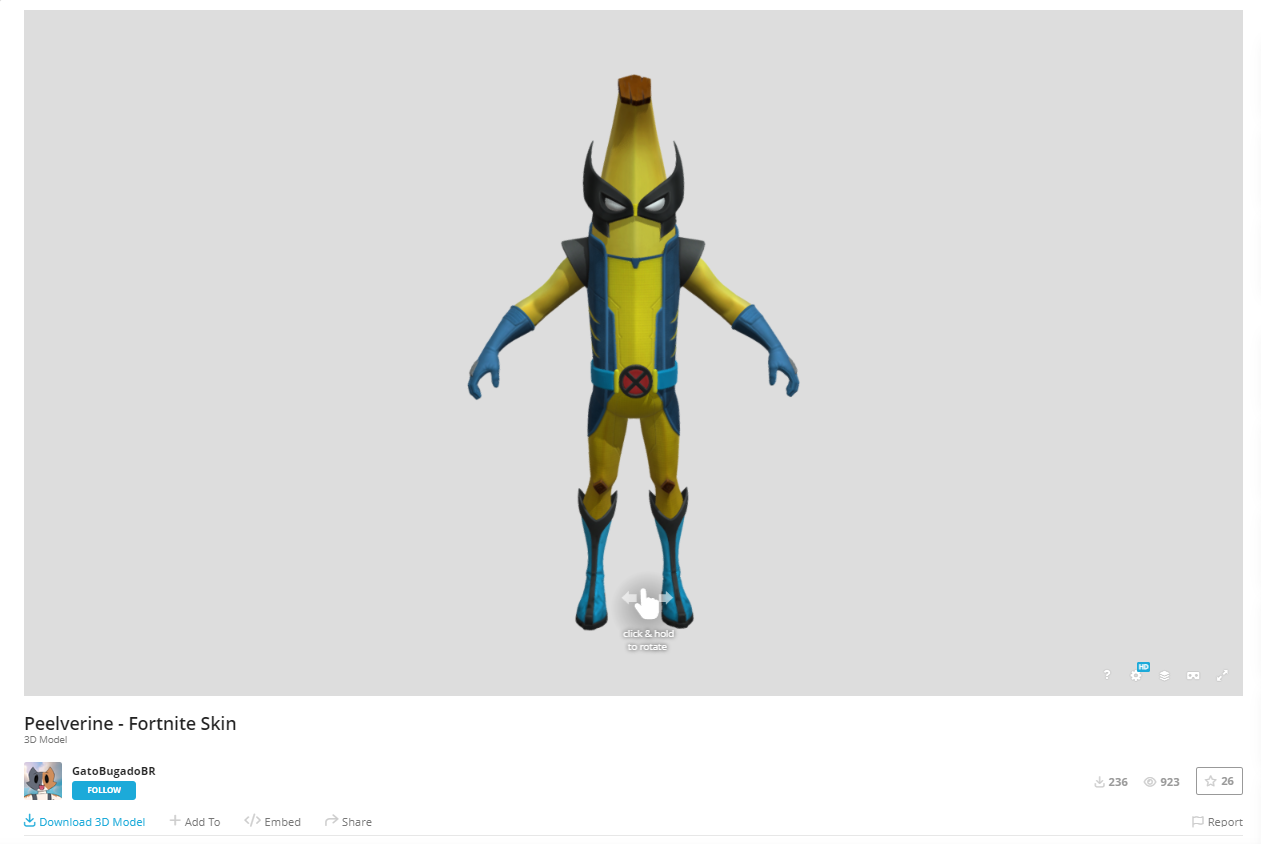 click & hold
to rotate
?
HD
Peelverine - Fortnite Skin
3D Model
GatoBugadoBR
FOLLOW
236 923 26
Download 3D Model Add To </> Embed Share Report